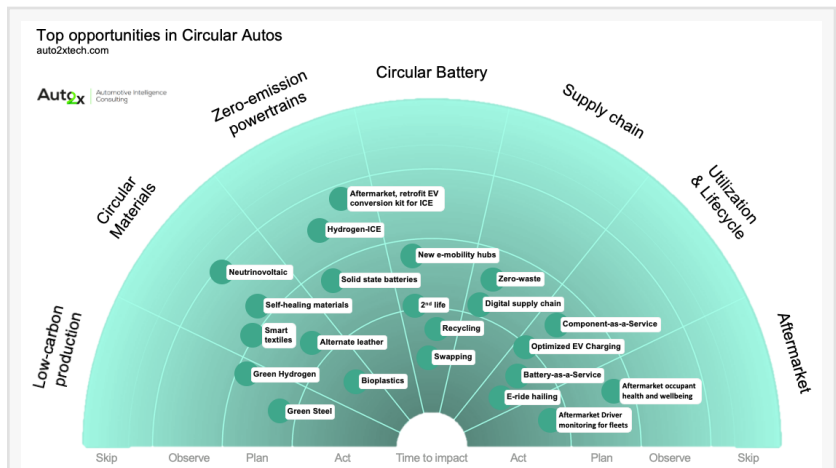 Top opportunities in Circular Autos
auto2xtech.com
Auto2x
Automotive Intelligence
Consulting
Circular Battery
Zero-emission
powertrains
Supply chain
Circular
Materials
Utilization
& Lifecycle
Low-carbon
production
Aftermarket
Aftermarket, retrofit EV
conversion kit for ICE
Hydrogen-ICE
New e-mobility hubs
Neutrinovoltaic
Solid state batteries
Zero-waste
Self-healing materials
2ⁿᵈ life
Digital supply chain
Smart
textiles
Recycling
Component-as-a-Service
Alternate leather
Optimized EV Charging
Swapping
Green Hydrogen
Bioplastics
Battery-as-a-Service
Aftermarket occupant
health and wellbeing
E-ride hailing
Green Steel
Aftermarket Driver
monitoring for fleets
Skip Observe Plan Act Time to impact Act Plan Observe Skip